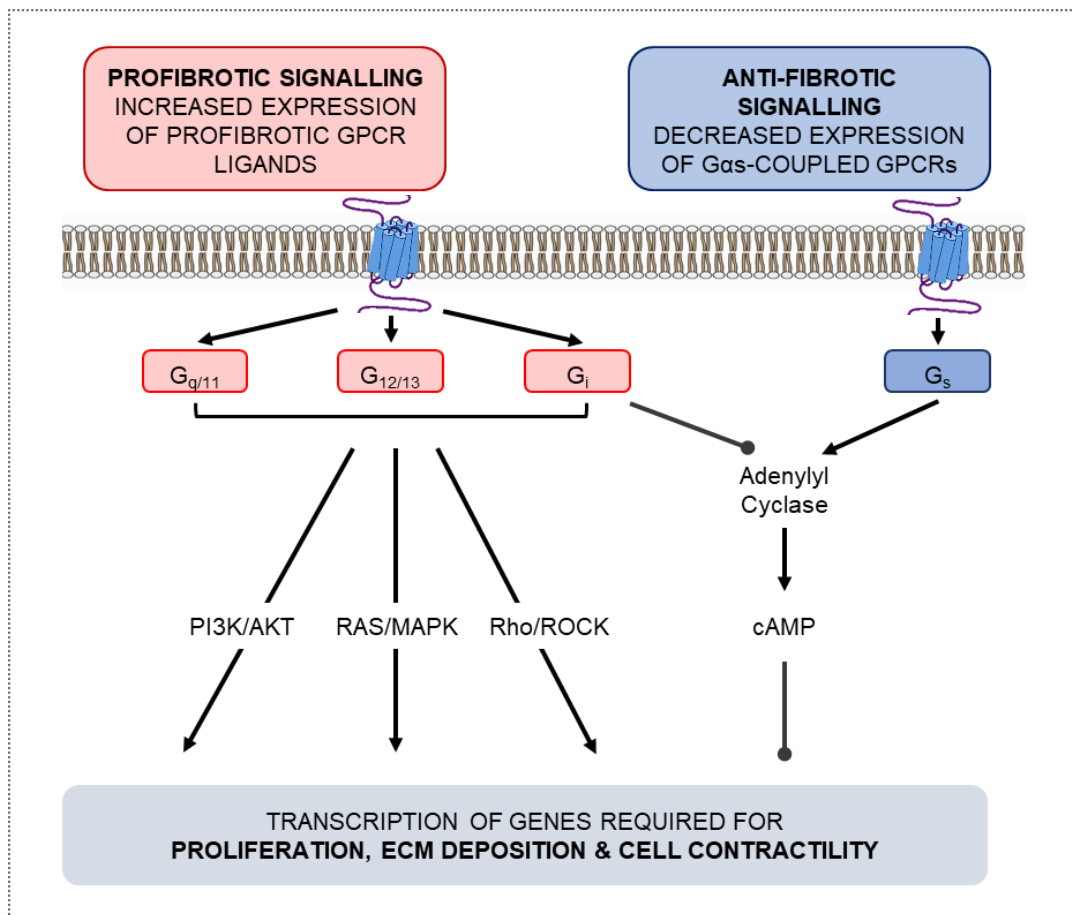 PROFIBROTIC SIGNALLING
INCREASED EXPRESSION
OF PROFIBROTIC GPCR
LIGANDS
ANTI-FIBROTIC
SIGNALLING
DECREASED EXPRESSION
OF Gαs-COUPLED GPCRs
Gq/11
G12/13
Gi
Gs
Adenylyl
Cyclase
PI3K/AKT
RAS/MAPK
Rho/ROCK
cAMP
TRANSCRIPTION OF GENES REQUIRED FOR
PROLIFERATION, ECM DEPOSITION & CELL CONTRACTILITY